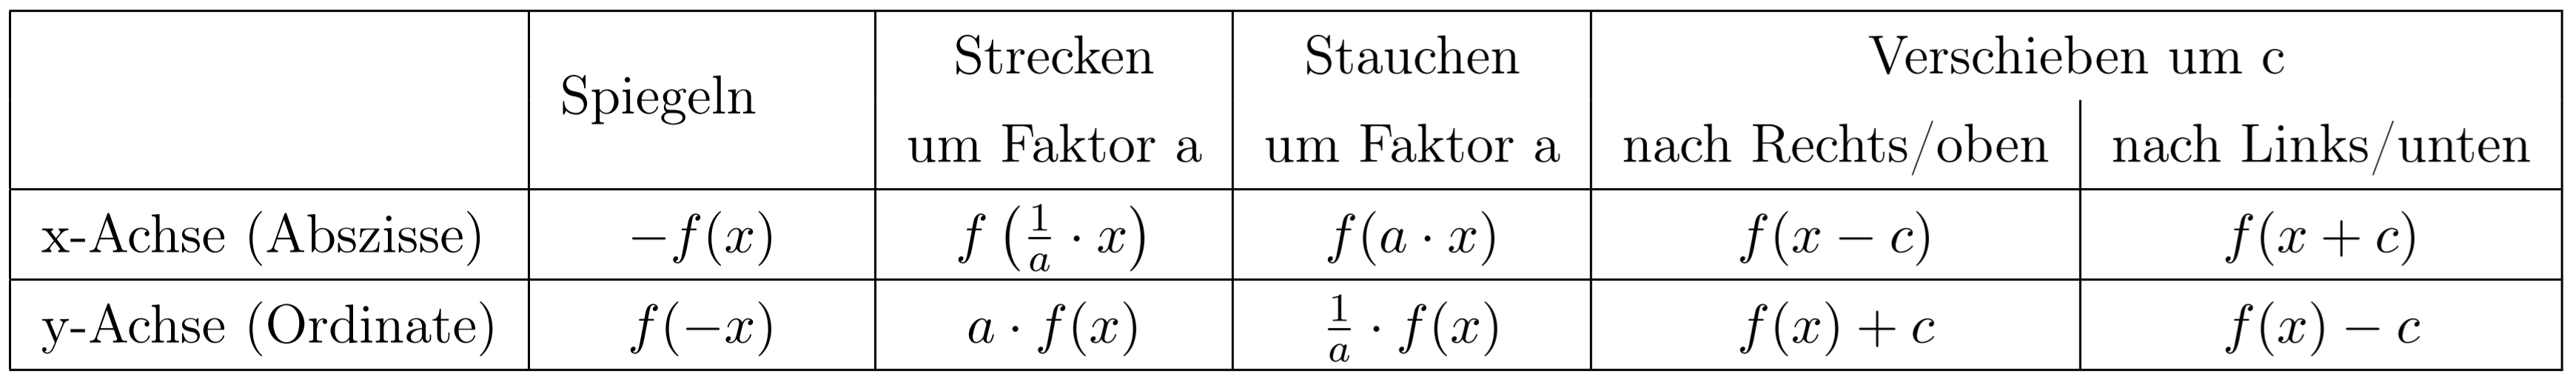 Spiegeln
Strecken
um Faktor a
Stauchen
um Faktor a
Verschieben um c
nach Rechts/oben
nach Links/unten
x-Achse (Abszisse) −f(x) f(1/a · x) f(a · x) f(x − c) f(x + c)
y-Achse (Ordinate) f(−x) a · f(x) 1/a · f(x) f(x) + c f(x) − c